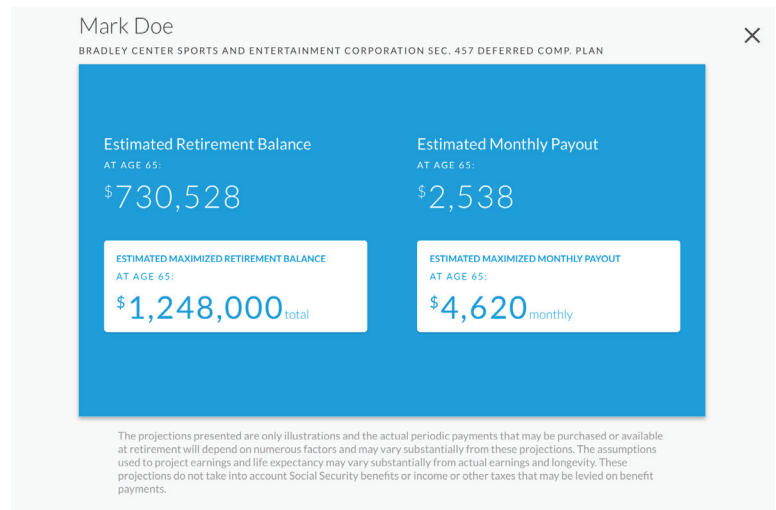 Mark Doe
BRADLEY CENTER SPORTS AND ENTERTAINMENT CORPORATION SEC. 457 DEFERRED COMP. PLAN
Estimated Retirement Balance
AT AGE 65:
$730,528
ESTIMATED MAXIMIZED RETIREMENT BALANCE
AT AGE 65:
$1,248,000 total
Estimated Monthly Payout
AT AGE 65:
$2,538
ESTIMATED MAXIMIZED MONTHLY PAYOUT
AT AGE 65:
$4,620 monthly
The projections presented are only illustrations and the actual periodic payments that may be purchased or available
at retirement will depend on numerous factors and may vary substantially from these projections. The assumptions
used to project earnings and life expectancy may vary substantially from actual earnings and longevity. These
projections do not take into account Social Security benefits or income or other taxes that may be levied on benefit
payments.